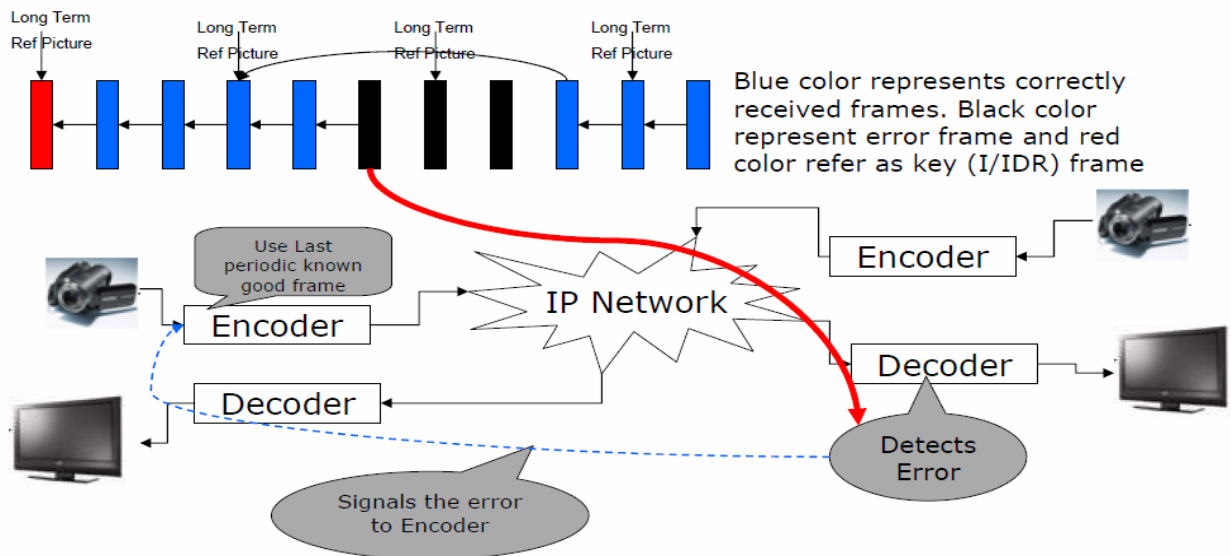 Long Term
Ref Picture
Long Term
Ref Picture
Long Term
Ref Picture
Long Term
Ref Picture
Blue color represents correctly
received frames. Black color
represent error frame and red
color refer as key (I/IDR) frame
Use Last
periodic known
good frame
Encoder
IP Network
Encoder
Decoder
Decoder
Detects
Error
Signals the error
to Encoder